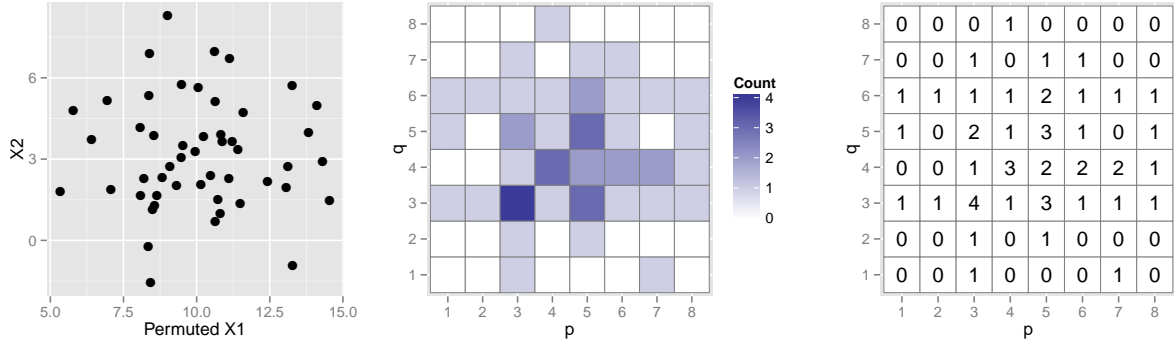 X2
6
3
0
5.0 7.5 10.0 12.5 15.0
Permuted X1
q
8
7
6
5
4
3
2
1
1 2 3 4 5 6 7 8
p
Count
4
3
2
1
0
q
8 0 0 0 1 0 0 0 0
7 0 0 1 0 1 1 0 0
6 1 1 1 1 2 1 1 1
5 1 0 2 1 3 1 0 1
4 0 0 1 3 2 2 2 1
3 1 1 4 1 3 1 1 1
2 0 0 1 0 1 0 0 0
1 0 0 1 0 0 0 1 0
1 2 3 4 5 6 7 8
p